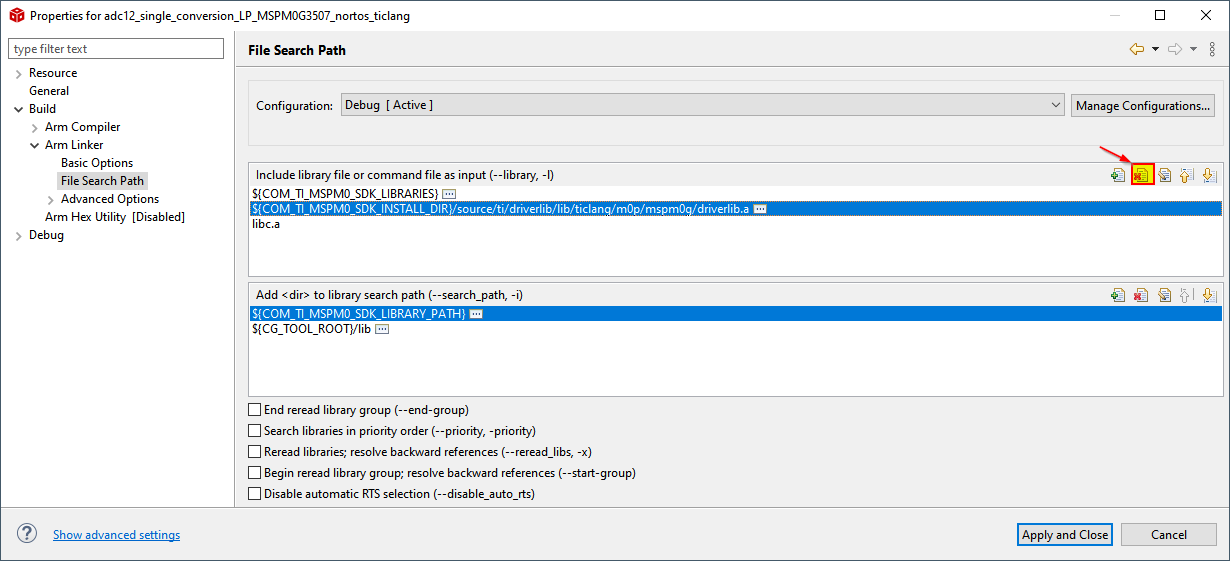 Properties for adc12_single_conversion_LP_MSPM0G3507_nortos_ticlang
type filter text
Resource
General
Build
Arm Compiler
Arm Linker
Basic Options
File Search Path
Advanced Options
Arm Hex Utility [Disabled]
Debug
File Search Path
Configuration:
Debug [ Active ]
Manage Configurations...
Include library file or command file as input (--library, -l)
${COM_TI_MSPM0_SDK_LIBRARIES}
${COM_TI_MSPM0_SDK_INSTALL_DIR}/source/ti/driverlib/lib/ticlang/m0p/mspm0g/driverlib.a
libc.a
Add <dir> to library search path (--search_path, -i)
${COM_TI_MSPM0_SDK_LIBRARY_PATH}
${CG_TOOL_ROOT}/lib
End reread library group (--end-group)
Search libraries in priority order (--priority, -priority)
Reread libraries; resolve backward references (--reread_libs, -x)
Begin reread library group; resolve backward references (--start-group)
Disable automatic RTS selection (--disable_auto_rts)
Show advanced settings
Apply and Close
Cancel